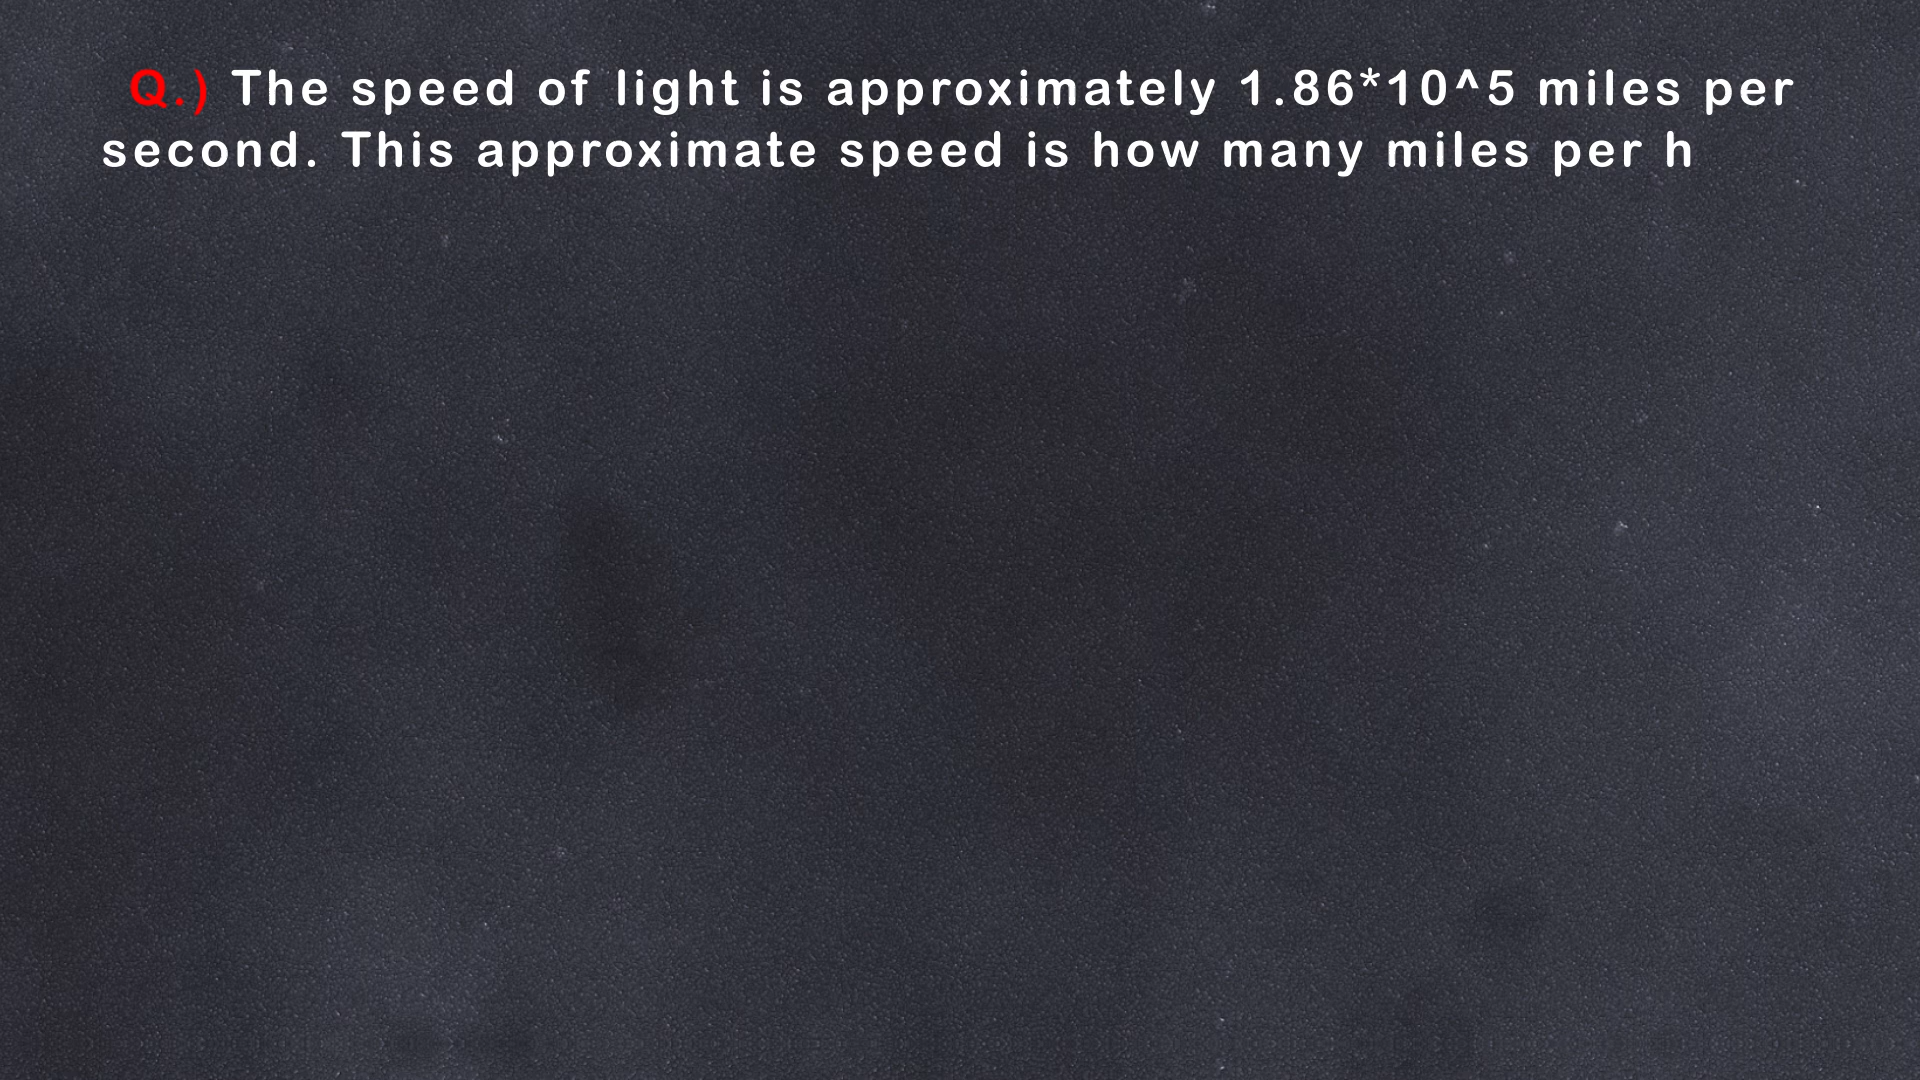 Q.) The speed of light is approximately 1.86*10^5 miles per
second. This approximate speed is how many miles per h